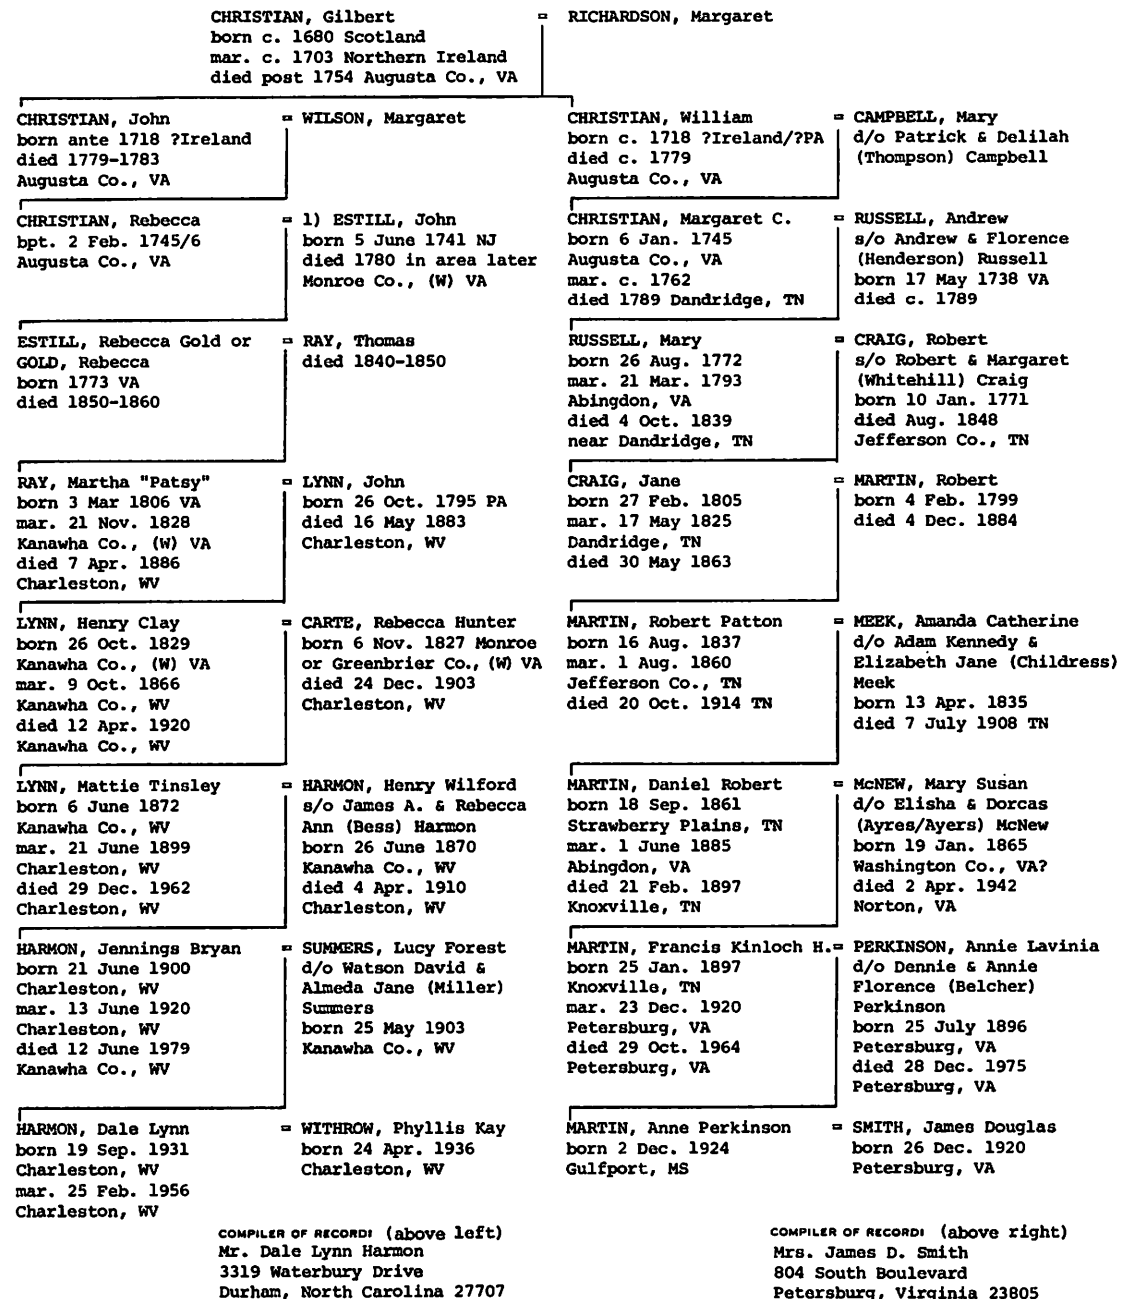 CHRISTIAN, Gilbert = RICHARDSON, Margaret
born c. 1680 Scotland
mar. c. 1703 Northern Ireland
died post 1754 Augusta Co., VA
CHRISTIAN, John = WILSON, Margaret
born ante 1718 ?Ireland
died 1779-1783
Augusta Co., VA
CHRISTIAN, Rebecca = 1) ESTILL, John
bpt. 2 Feb. 1745/6
Augusta Co., VA
born 5 June 1741 NJ
died 1780 in area later
Monroe Co., (W) VA
ESTILL, Rebecca Gold or = RAY, Thomas
GOLD, Rebecca
born 1773 VA
died 1850-1860
died 1840-1850
RAY, Martha "Patsy" = LYNN, John
born 3 Mar 1806 VA
mar. 21 Nov. 1828
Kanawha Co., (W) VA
died 7 Apr. 1886
Charleston, WV
born 26 Oct. 1795 PA
died 16 May 1883
Charleston, WV
LYNN, Henry Clay = CARTE, Rebecca Hunter
born 26 Oct. 1829
Kanawha Co., (W) VA
mar. 9 Oct. 1866
Kanawha Co., WV
died 12 Apr. 1920
Kanawha Co., WV
born 6 Nov. 1827 Monroe
or Greenbrier Co., (W) VA
died 24 Dec. 1903
Charleston, WV
LYNN, Mattie Tinsley = HARMON, Henry Wilford
born 6 June 1872
Kanawha Co., WV
mar. 21 June 1899
Charleston, WV
died 29 Dec. 1962
Charleston, WV
s/o James A. & Rebecca
Ann (Bess) Harmon
born 26 June 1870
Kanawha Co., WV
died 4 Apr. 1910
Charleston, WV
HARMON, Jennings Bryan = SUMMERS, Lucy Forest
born 21 June 1900
Charleston, WV
mar. 13 June 1920
Charleston, WV
died 12 June 1979
Kanawha Co., WV
d/o Watson David &
Almeda Jane (Miller)
Summers
born 25 May 1903
Kanawha Co., WV
HARMON, Dale Lynn = WITHROW, Phyllis Kay
born 19 Sep. 1931
Charleston, WV
mar. 25 Feb. 1956
Charleston, WV
born 24 Apr. 1936
Charleston, WV
COMPILER OF RECORD: (above left)
Mr. Dale Lynn Harmon
3319 Waterbury Drive
Durham, North Carolina 27707
CHRISTIAN, William = CAMPBELL, Mary
born c. 1718 ?Ireland/?PA
died c. 1779
Augusta Co., VA
d/o Patrick & Delilah
(Thompson) Campbell
CHRISTIAN, Margaret C. = RUSSELL, Andrew
born 6 Jan. 1745
Augusta Co., VA
mar. c. 1762
died 1789 Dandridge, TN
s/o Andrew & Florence
(Henderson) Russell
born 17 May 1738 VA
died c. 1789
RUSSELL, Mary = CRAIG, Robert
born 26 Aug. 1772
mar. 21 Mar. 1793
Abingdon, VA
died 4 Oct. 1839
near Dandridge, TN
s/o Robert & Margaret
(Whitehill) Craig
born 10 Jan. 1771
died Aug. 1848
Jefferson Co., TN
CRAIG, Jane = MARTIN, Robert
born 27 Feb. 1805
mar. 17 May 1825
Dandridge, TN
died 30 May 1863
born 4 Feb. 1799
died 4 Dec. 1884
MARTIN, Robert Patton = MEEK, Amanda Catherine
born 16 Aug. 1837
mar. 1 Aug. 1860
Jefferson Co., TN
died 20 Oct. 1914 TN
d/o Adam Kennedy &
Elizabeth Jane (Childress)
Meek
born 13 Apr. 1835
died 7 July 1908 TN
MARTIN, Daniel Robert = McNEW, Mary Susan
born 18 Sep. 1861
Strawberry Plains, TN
mar. 1 June 1885
Abingdon, VA
died 21 Feb. 1897
Knoxville, TN
d/o Elisha & Dorcas
(Ayres/Ayers) McNew
born 19 Jan. 1865
Washington Co., VA?
died 2 Apr. 1942
Norton, VA
MARTIN, Francis Kinloch H. = PERKINSON, Annie Lavinia
born 25 Jan. 1897
Knoxville, TN
mar. 23 Dec. 1920
Petersburg, VA
died 29 Oct. 1964
Petersburg, VA
d/o Dennie & Annie
Florence (Belcher)
Perkinson
born 25 July 1896
Petersburg, VA
died 28 Dec. 1975
Petersburg, VA
MARTIN, Anne Perkinson = SMITH, James Douglas
born 2 Dec. 1924
Gulfport, MS
born 26 Dec. 1920
Petersburg, VA
COMPILER OF RECORD: (above right)
Mrs. James D. Smith
804 South Boulevard
Petersburg, Virginia 23805